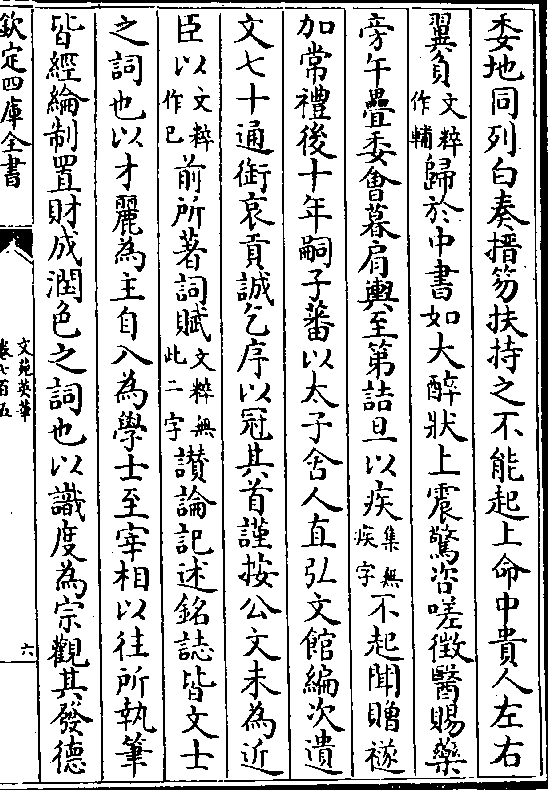 委地同列白奏搢笏扶持之不能起上命中貴人左右
翼負文粹作輔歸於中書如大醉狀上震驚咨嗟徵醫賜藥
旁午疊委會暮肩輿至第詰旦以疾集無疾字不起聞贈禭
加常禮後十年嗣子蕃以太子舍人直弘文館編次遺
文七十通銜哀貢誠乞序以冠其首謹按公文未為近
臣以文粹作已前所著詞賦文粹無此二字讃論記述銘誌皆文士
之詞也以才麗為主自入為學士至宰相以往所執筆
皆經綸制置財成潤色之詞也以識度為宗觀其發德
欽定四庫全書
文苑英華
卷七百五
六